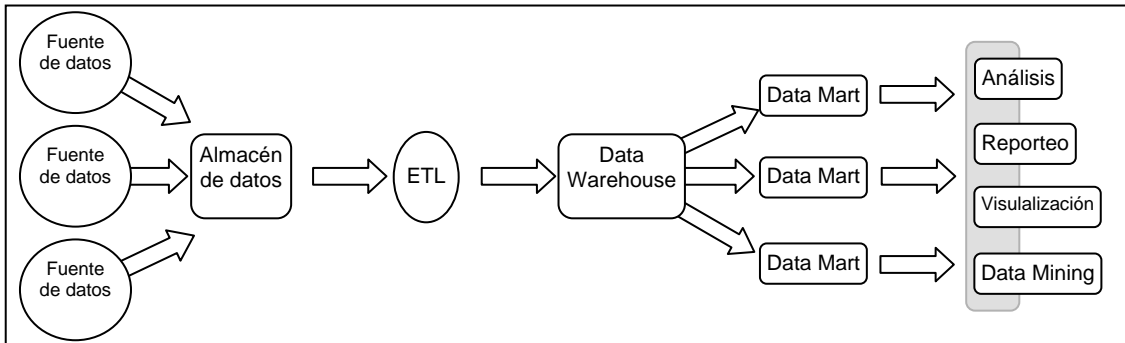 Fuente
de datos
Fuente
de datos
Fuente
de datos
Almacén
de datos
ETL
Data
Warehouse
Data Mart
Data Mart
Data Mart
Análisis
Reporteo
Visulalización
Data Mining